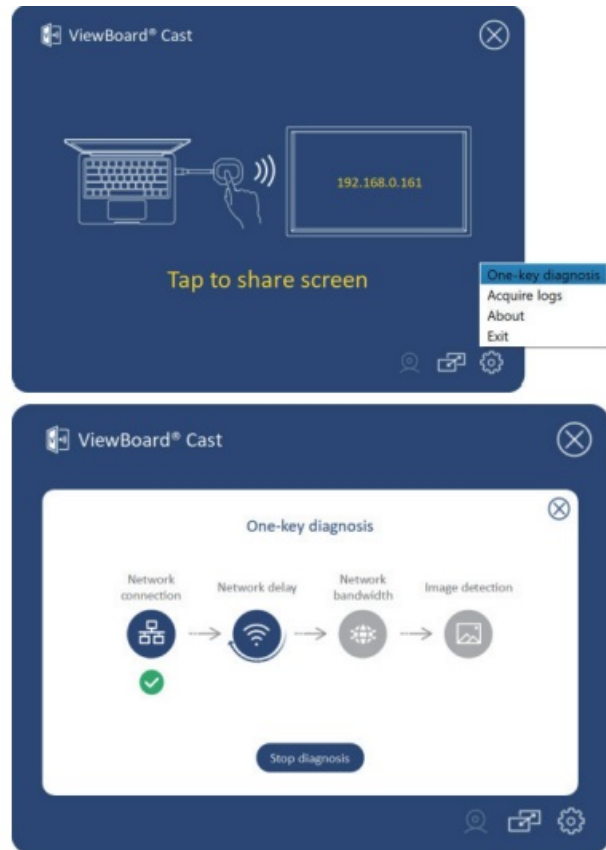 ViewBoard® Cast
192.168.0.161
Tap to share screen
One-key diagnosis
Acquire logs
About
Exit
ViewBoard® Cast
One-key diagnosis
Network
connection
Network delay
Network
bandwidth
Image detection
Stop diagnosis